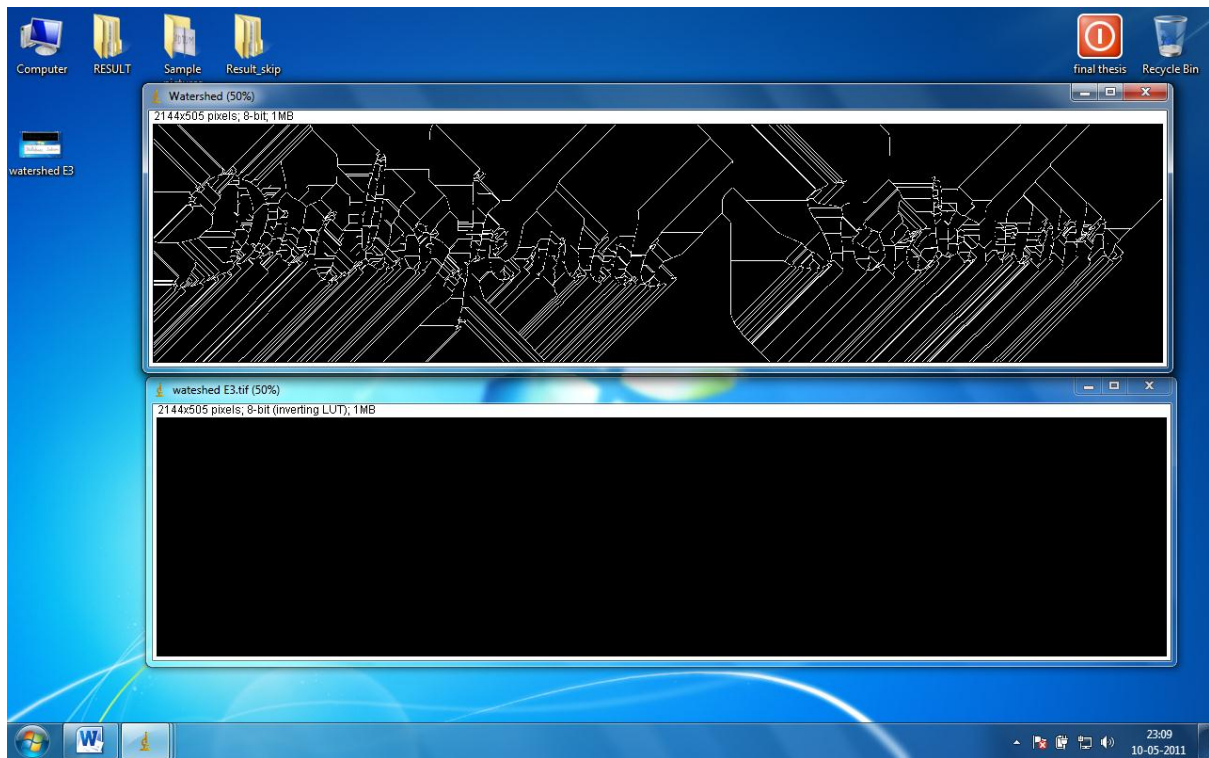 Computer
RESULT
Sample
Result_skip
final thesis
Recycle Bin
Watershed (50%)
2144x505 pixels; 8-bit; 1MB
watershed E3
wateshed E3.tif (50%)
2144x505 pixels; 8-bit (inverting LUT); 1MB
W
23:09
10-05-2011